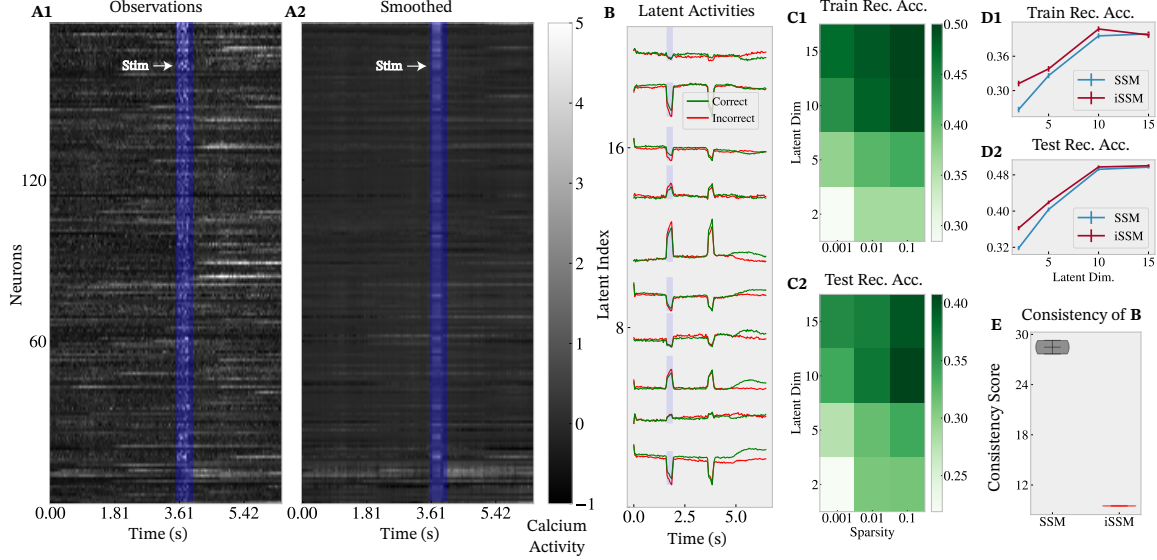 A1
Observations
Stim
Neurons
120
60
0.00 1.81 3.61 5.42
Time (s)
A2
Smoothed
Stim
0.00 1.81 3.61 5.42
Time (s)
5
4
3
2
1
0
−1
Calcium
Activity
B
Latent Activities
Correct
Incorrect
Latent Index
16
8
0.0 2.5 5.0
Time (s)
C1
Train Rec. Acc.
Latent Dim
15
10
5
2
0.001 0.01 0.1
0.50
0.45
0.40
0.35
0.30
C2
Test Rec. Acc.
Latent Dim
15
10
5
2
0.001 0.01 0.1
Sparsity
0.40
0.35
0.30
0.25
D1
Train Rec. Acc.
0.36
0.30
SSM
iSSM
5 10 15
D2
Test Rec. Acc.
0.48
0.40
0.32
SSM
iSSM
5 10 15
Latent Dim.
E
Consistency of B
Consistency Score
30
24
18
12
SSM iSSM